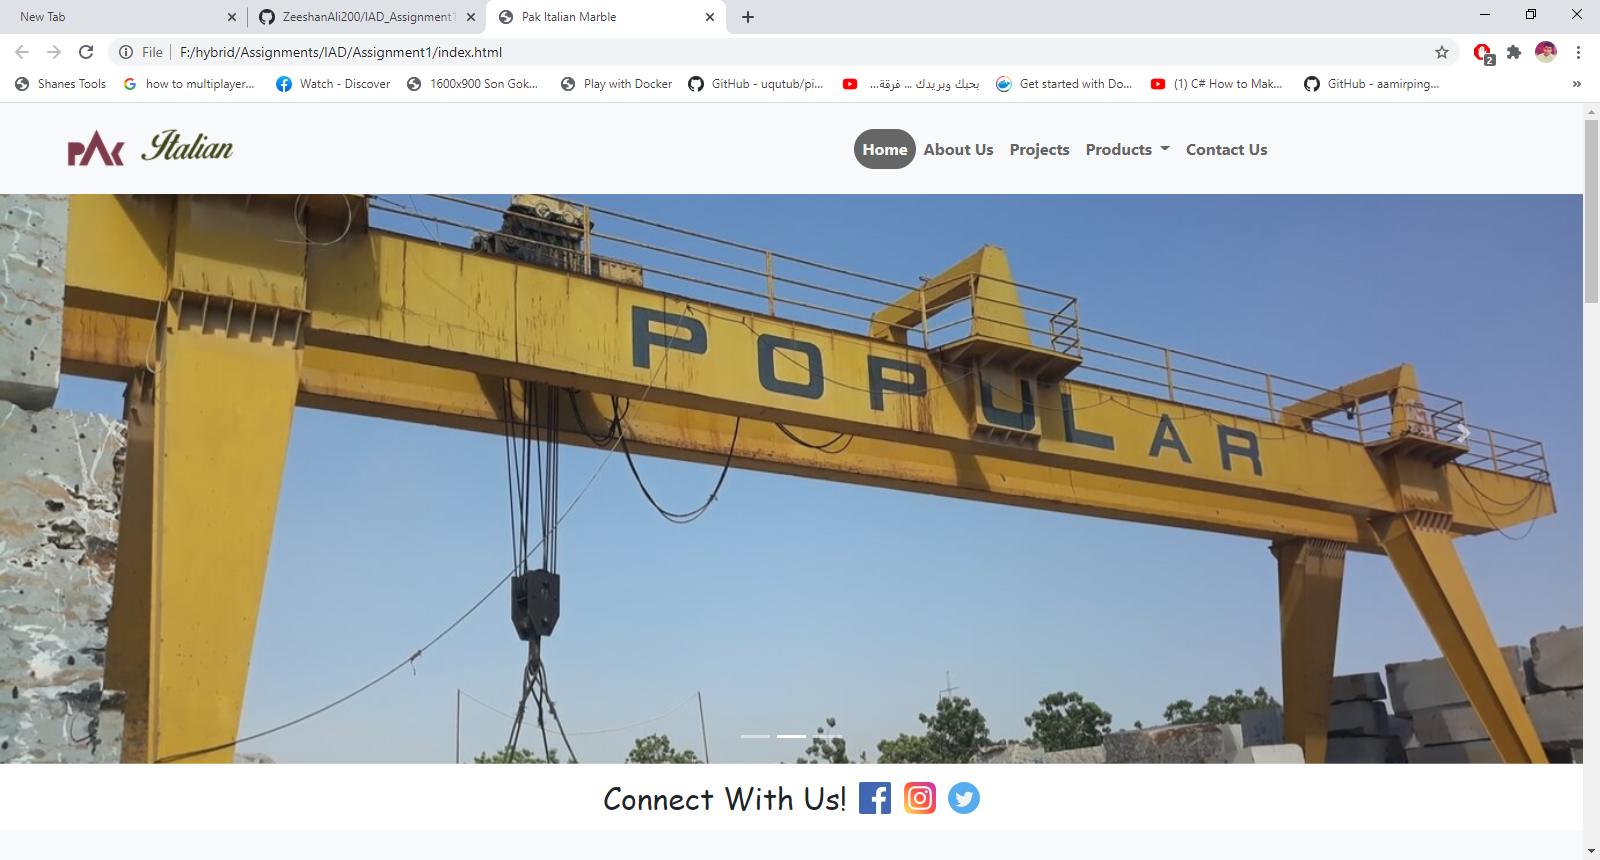 New Tab
ZeeshanAli200/IAD_Assignment1
Pak Italian Marble
File
F:/hybrid/Assignments/IAD/Assignment1/index.html
2
Shanes Tools
how to multiplayer...
Watch - Discover
1600x900 Son Gok...
Play with Docker
GitHub - uqutub/pi...
بحبك وبريدك ... فرقة...
Get started with Do...
(1) C# How to Mak...
GitHub - aamirping...
PAK Italian
Home
About Us
Projects
Products
Contact Us
POPULAR
Connect With Us!